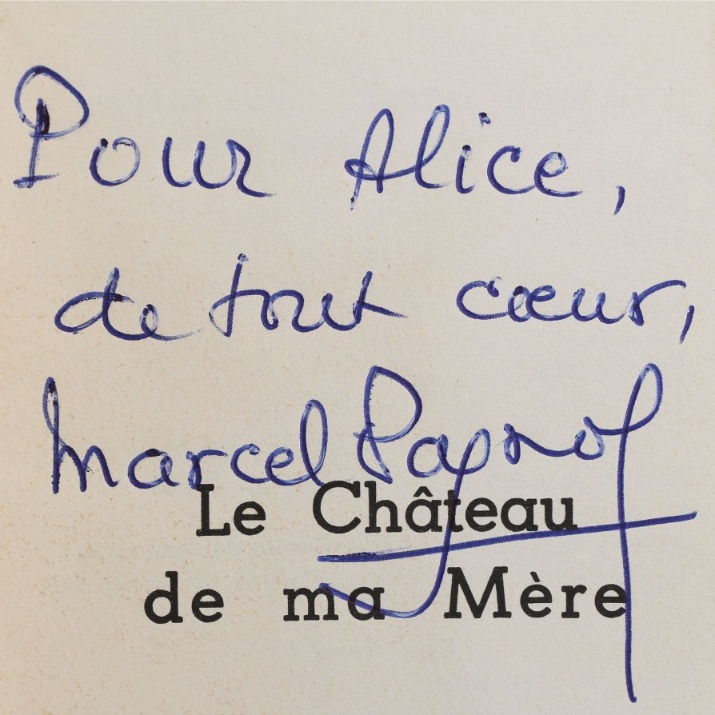 Pour Alice,
de tout cœur,
Marcel Pagnol
Le Château
de ma Mère